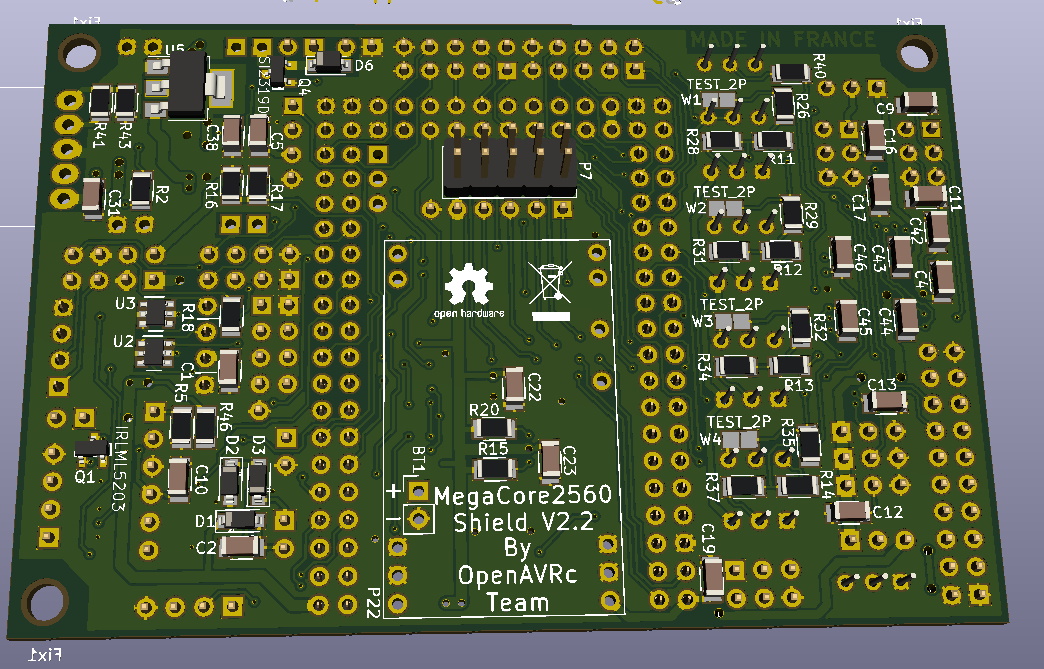 Fix1
Fix1
MADE IN FRANCE
U5
Q4
D6
R40
TEST_2P
W1
R26
C9
R41
R43
C38
C5
R28
R11
C16
P7
C31
R2
R16
R17
TEST_2P
W2
R29
C17
C11
C42
R31
R12
C46
C43
C4
open hardware
U3
R18
TEST_2P
W3
R32
C45
C44
U2
C1
R34
R13
C22
C13
R5
R46
R20
TEST_2P
W4
R35
IRLML5203
Q1
D2
D3
R15
C23
BT1
C10
R37
R14
+
MegaCore2560
D1
-
Shield V2.2
C12
C2
By
C19
OpenAVRc
P22
Team
Fix1